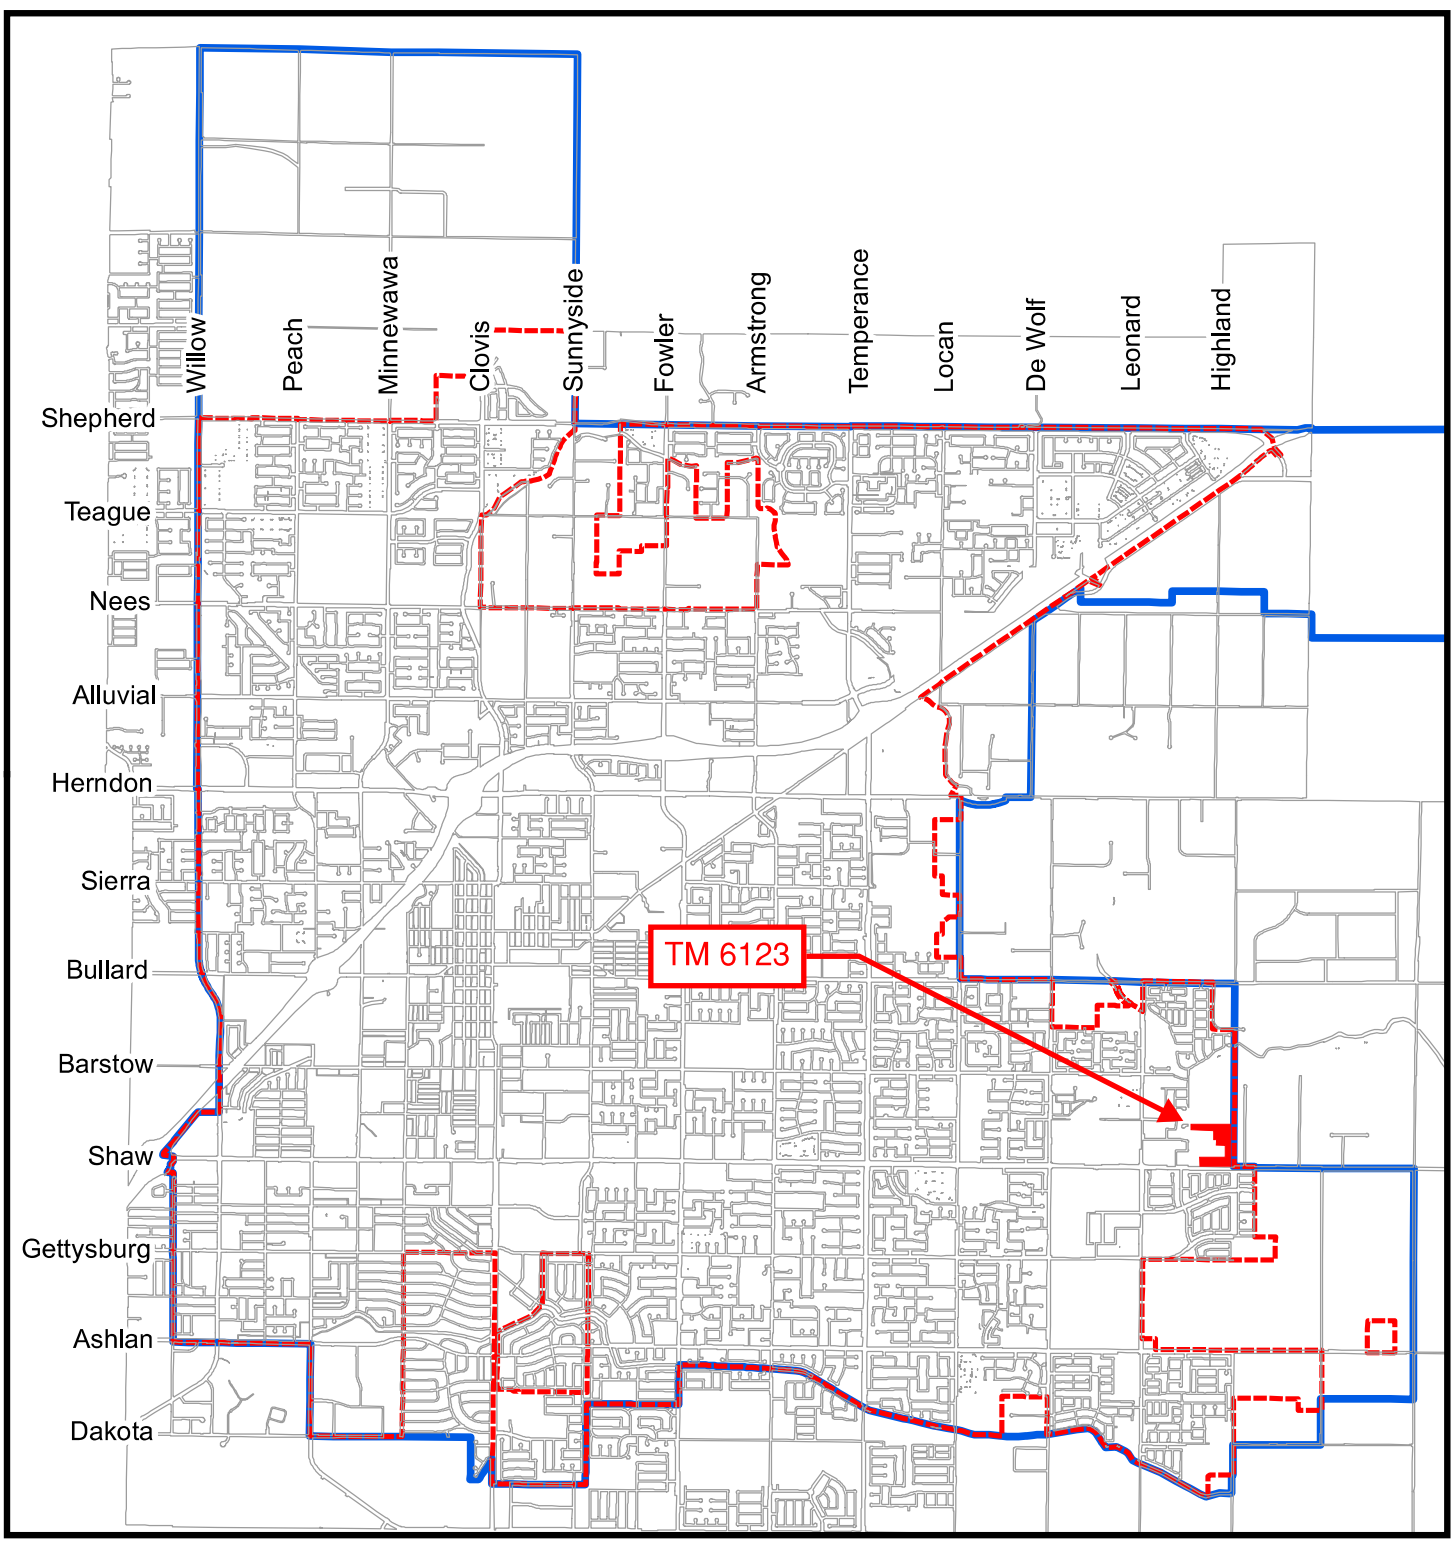 Willow
Peach
Minnewawa
Clovis
Sunnyside
Fowler
Armstrong
Temperance
Locan
De Wolf
Leonard
Highland
Shepherd
Teague
Nees
Alluvial
Herndon
Sierra
Bullard
TM 6123
Barstow
Shaw
Gettysburg
Ashlan
Dakota